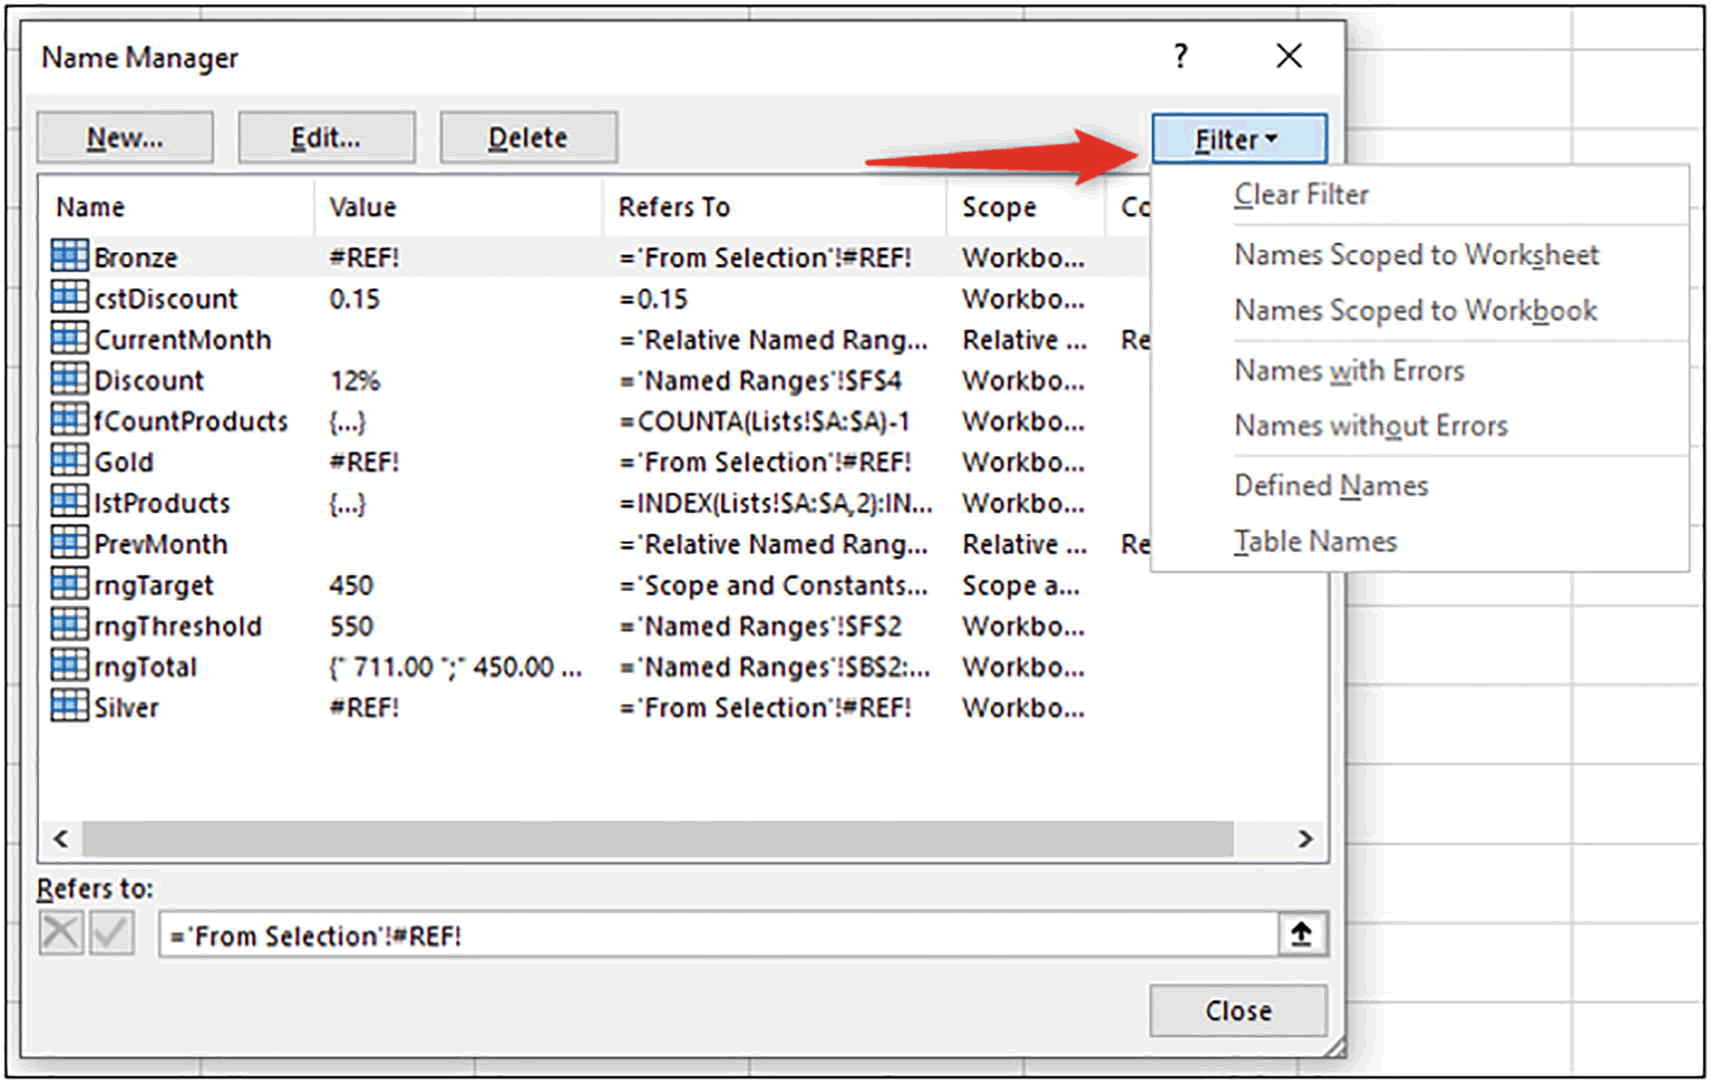 Name Manager ? X
New... Edit... Delete Filter
Name Value Refers To Scope Co
Bronze #REF! ='From Selection'!#REF! Workbo...
cstDiscount 0.15 =0.15 Workbo...
CurrentMonth ='Relative Named Rang... Relative ... Re
Discount 12% ='Named Ranges'!$F$4 Workbo...
fCountProducts {...} =COUNTA(Lists!$A:$A)-1 Workbo...
Gold #REF! ='From Selection'!#REF! Workbo...
lstProducts {...} =INDEX(Lists!$A:$A,2):IN... Workbo...
PrevMonth ='Relative Named Rang... Relative ... Re
rngTarget 450 ='Scope and Constants... Scope a...
rngThreshold 550 ='Named Ranges'!$F$2 Workbo...
rngTotal {" 711.00 ";" 450.00 ... ='Named Ranges'!$B$2:... Workbo...
Silver #REF! ='From Selection'!#REF! Workbo...
Clear Filter
Names Scoped to Worksheet
Names Scoped to Workbook
Names with Errors
Names without Errors
Defined Names
Table Names
Refers to:
='From Selection'!#REF!
Close